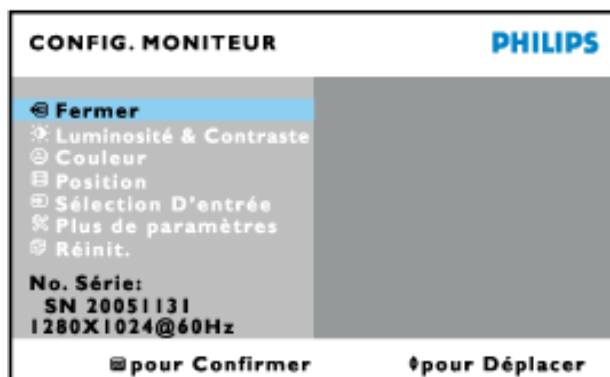 CONFIG. MONITEUR PHILIPS
Fermer
Luminosité & Contraste
Couleur
Position
Sélection D'entrée
Plus de paramètres
Réinit.
No. Série:
SN 20051131
1280X1024@60Hz
pour Confirmer pour Déplacer